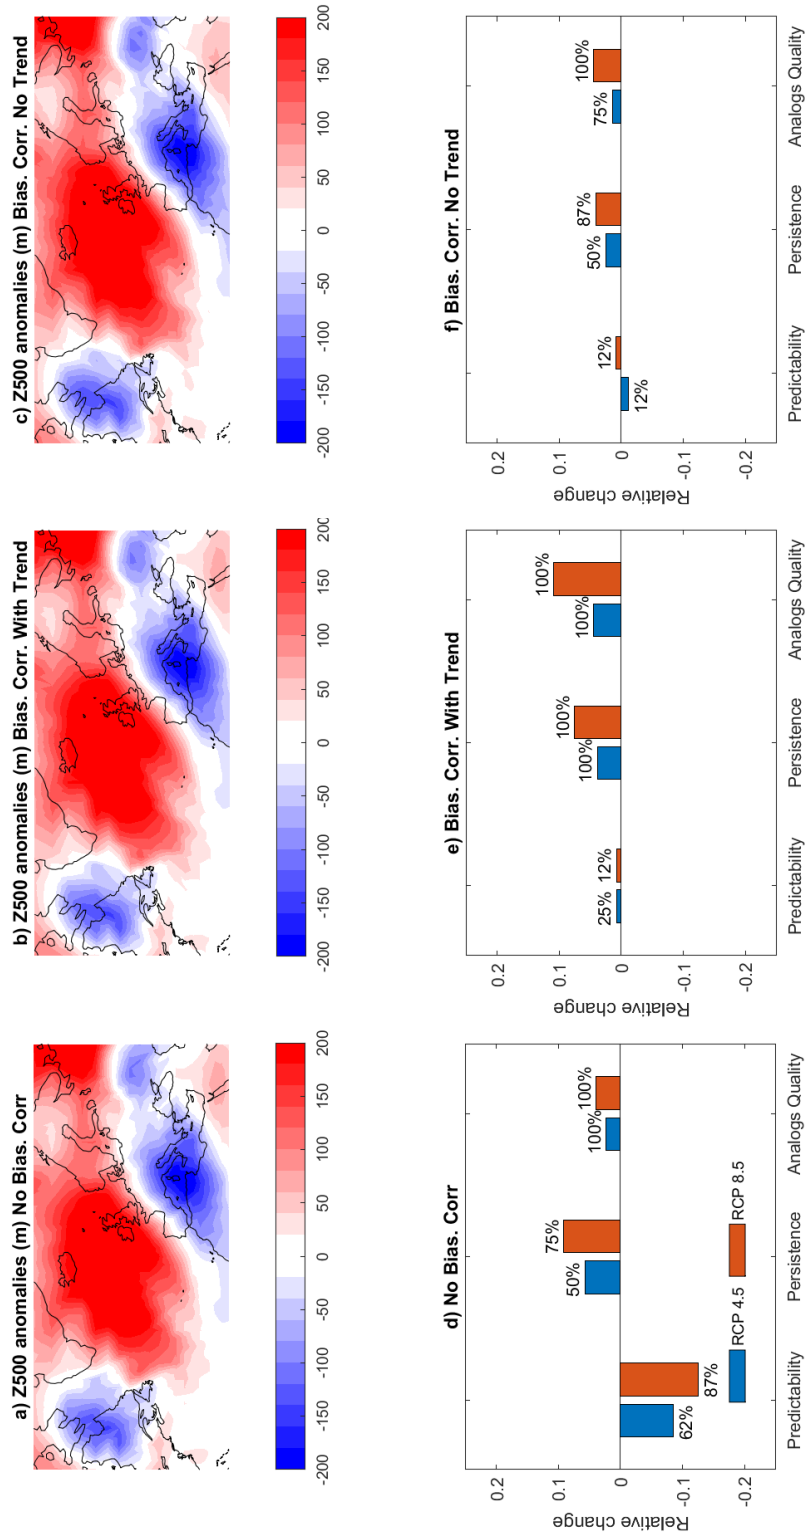 a) Z500 anomalies (m) No Bias. Corr
-200 -150 -100 -50 0 50 100 150 200
b) Z500 anomalies (m) Bias. Corr. With Trend
-200 -150 -100 -50 0 50 100 150 200
c) Z500 anomalies (m) Bias. Corr. No Trend
-200 -150 -100 -50 0 50 100 150 200
d) No Bias. Corr
Relative change
0.2
0.1
0
-0.1
-0.2
62% 87% 50% 75% 100% 100%
RCP 4.5 RCP 8.5
Predictability Persistence Analogs Quality
e) Bias. Corr. With Trend
Relative change
0.2
0.1
0
-0.1
-0.2
25% 12% 100% 100% 100% 100%
Predictability Persistence Analogs Quality
f) Bias. Corr. No Trend
Relative change
0.2
0.1
0
-0.1
-0.2
12% 12% 50% 87% 75% 100%
Predictability Persistence Analogs Quality